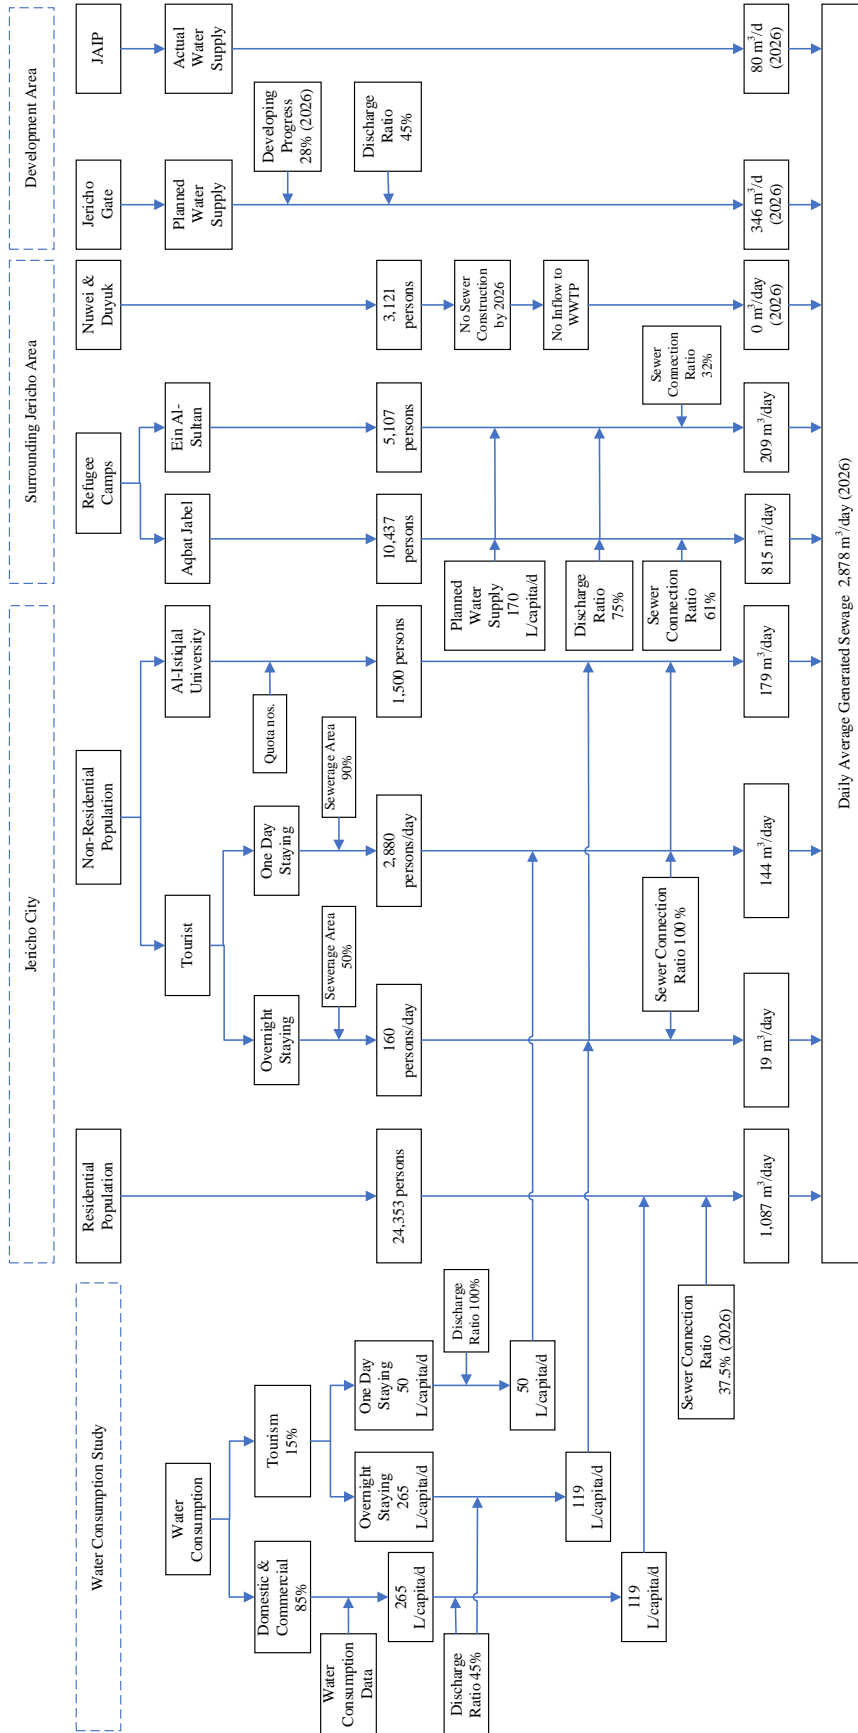 Water Consumption Study
Jericho City
Surrounding Jericho Area
Development Area
Residential
Population
Non-Residential
Population
Refugee
Camps
Nuwei &
Duyuk
Jericho
Gate
JAIP
Water
Consumption
Tourist
Al-Istiqlal
University
Aqbat Jabel
Ein Al-
Sultan
Planned
Water
Supply
Actual
Water
Supply
Domestic &
Commercial
85%
Tourism
15%
Overnight
Staying
One Day
Staying
Quota nos.
Developing
Progress
28% (2026)
Water
Consumption
Data
Sewerage Area
50%
Sewerage Area
90%
Overnight
Staying
265
L/capita/d
One Day
Staying
50
L/capita/d
Discharge
Ratio
45%
265
L/capita/d
24,353 persons
160
persons/day
2,880
persons/day
1,500 persons
10,437
persons
5,107
persons
3,121
persons
Discharge
Ratio 45%
Discharge
Ratio 100%
Planned
Water
Supply 170
L/capita/d
No Sewer
Construction
by 2026
50
L/capita/d
No Inflow to
WWTP
119
L/capita/d
Discharge
Ratio
75%
119
L/capita/d
Sewer Connection
Ratio 100 %
Sewer
Connection
Ratio
61%
Sewer
Connection
Ratio
32%
Sewer Connection
Ratio
37.5% (2026)
1,087 m³/day
19 m³/day
144 m³/day
179 m³/day
815 m³/day
209 m³/day
0 m³/day
(2026)
346 m³/d
(2026)
80 m³/d
(2026)
Daily Average Generated Sewage 2,878 m³/day (2026)